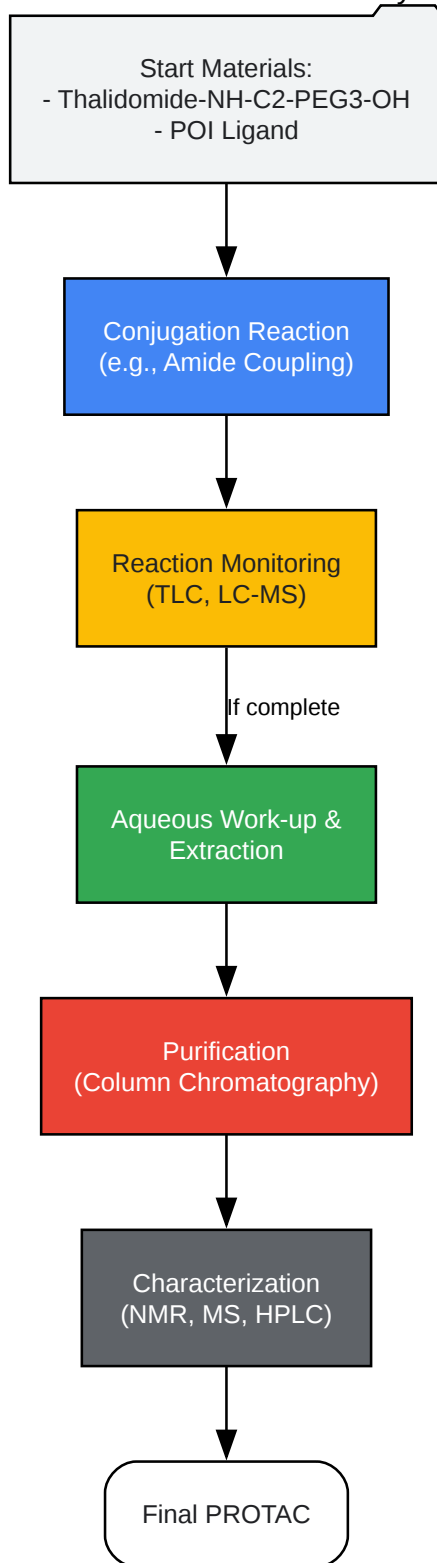 Start Materials:
- Thalidomide-NH-C2-PEG3-OH
- POI Ligand
Conjugation Reaction
(e.g., Amide Coupling)
Reaction Monitoring
(TLC, LC-MS)
If complete
Aqueous Work-up &
Extraction
Purification
(Column Chromatography)
Characterization
(NMR, MS, HPLC)
Final PROTAC